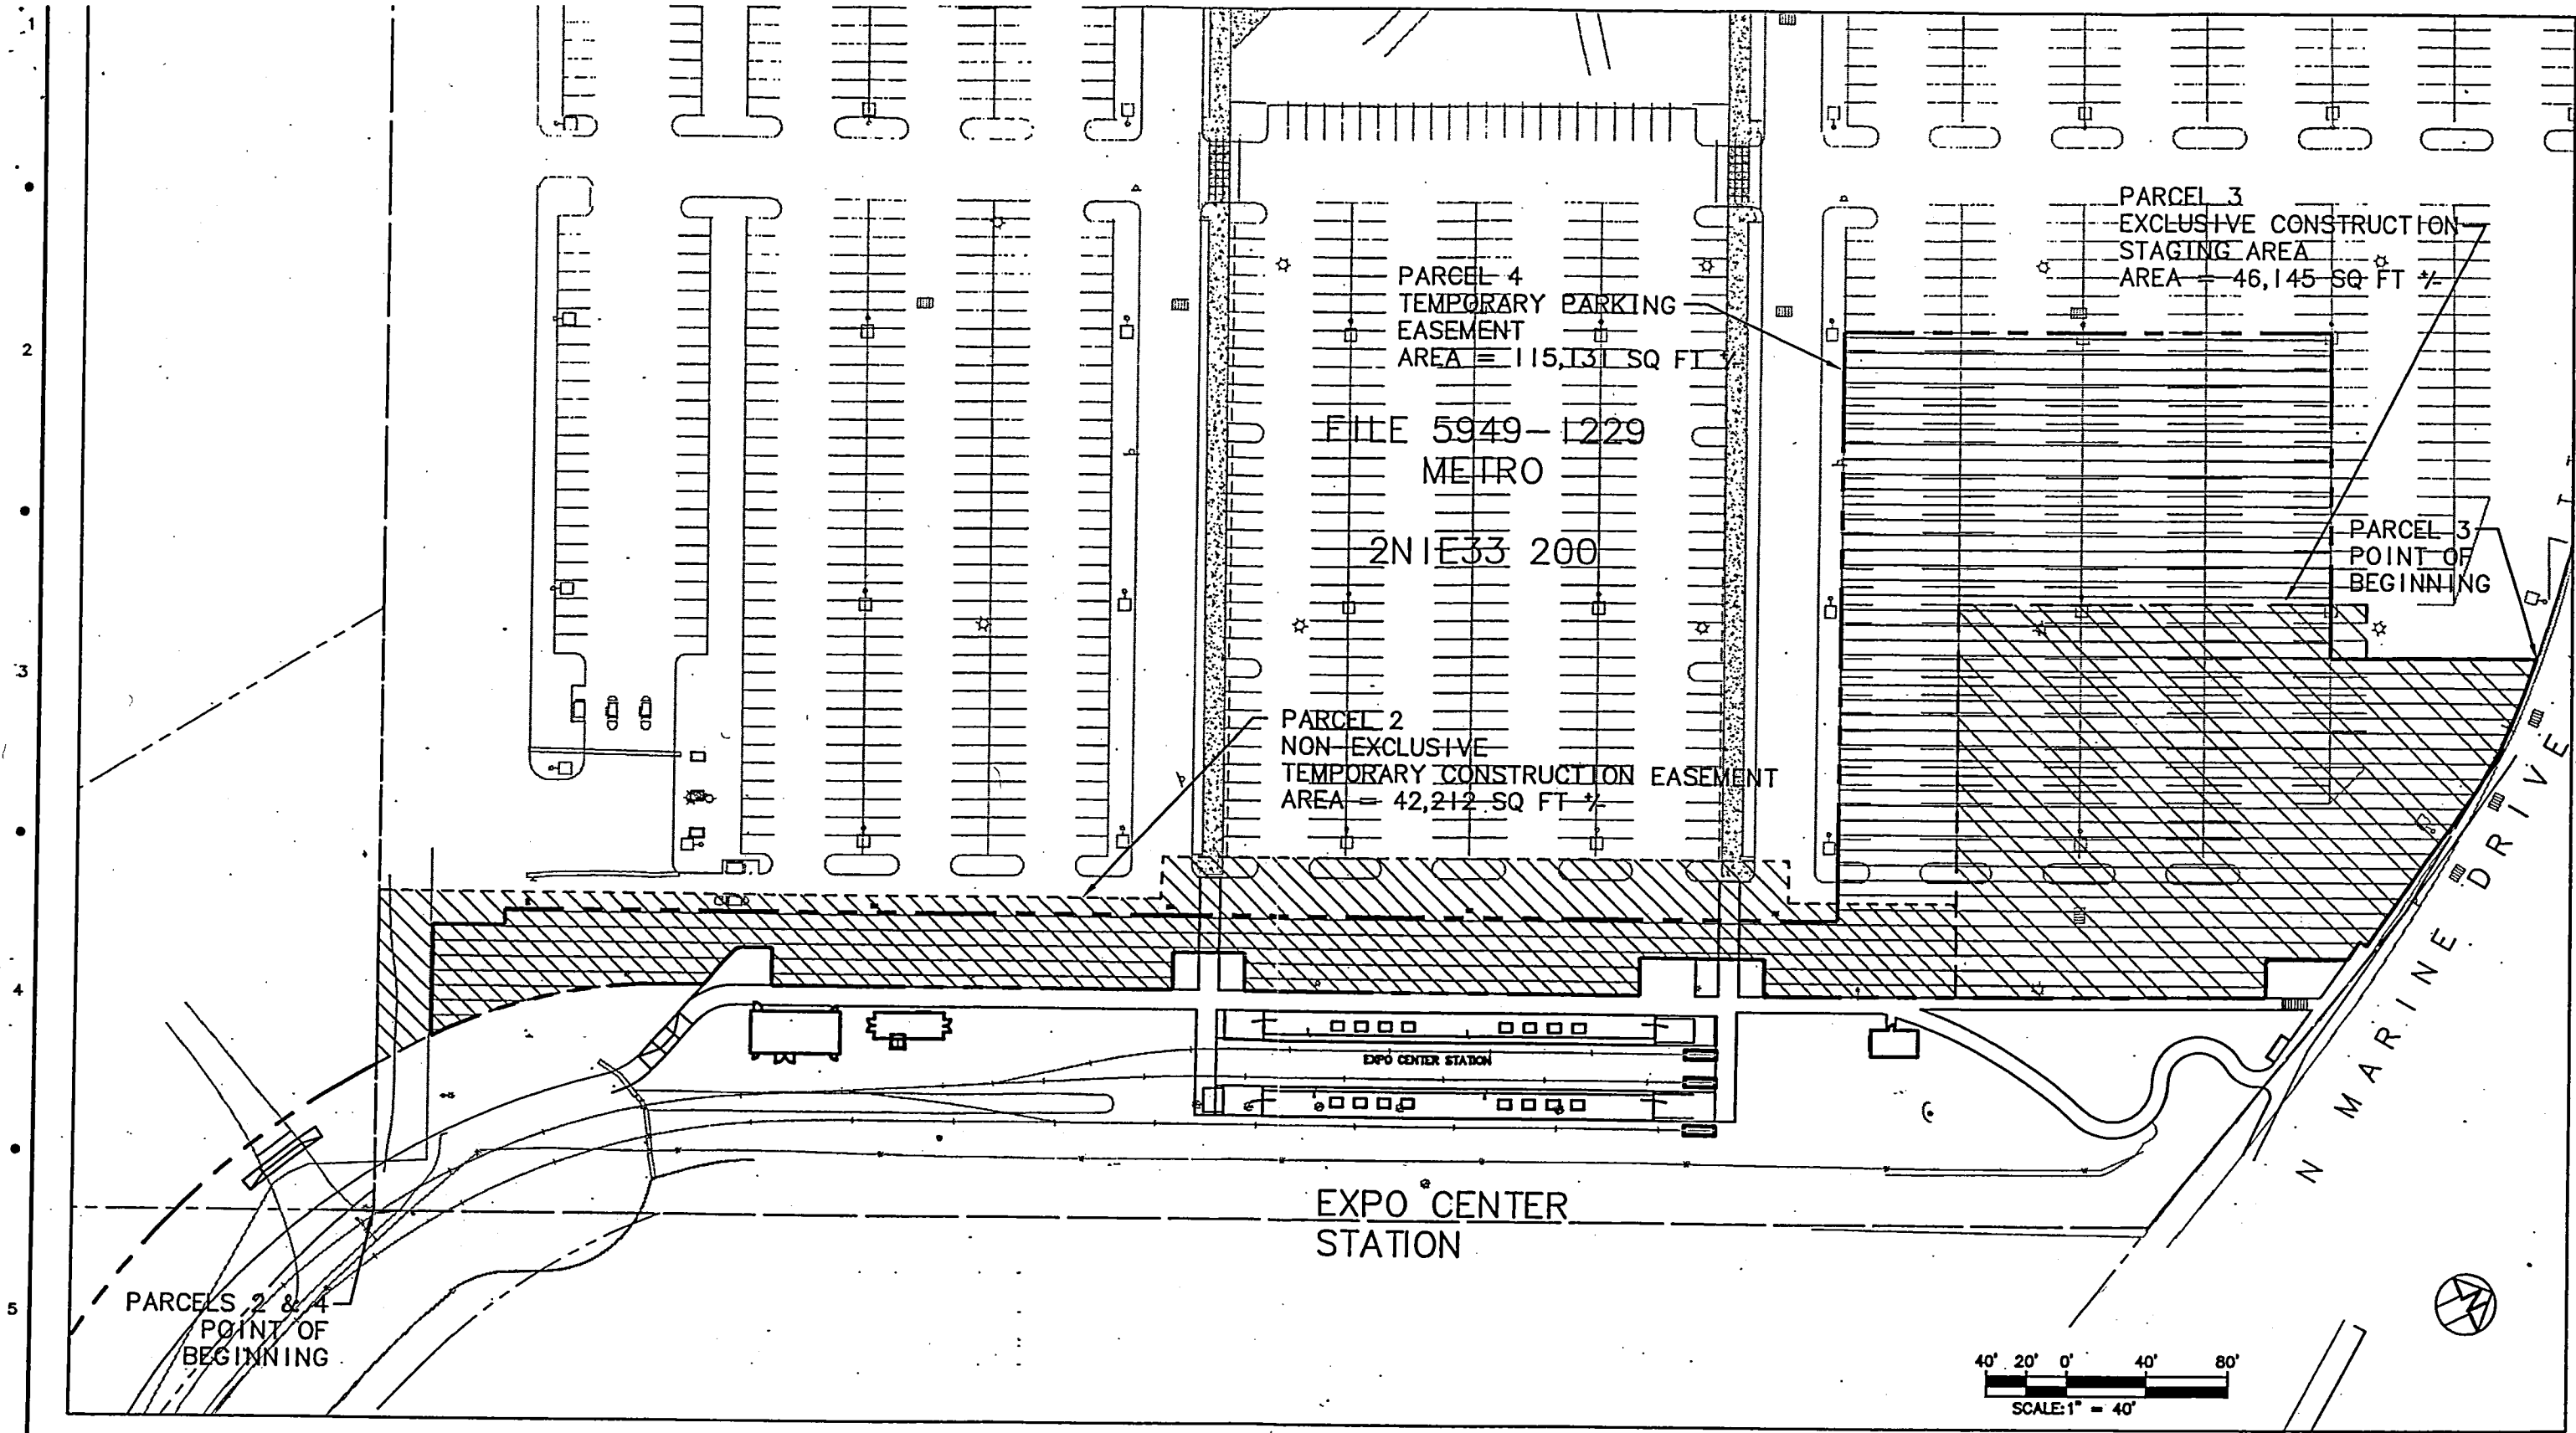 1
2
3
4
5
PARCEL 3
EXCLUSIVE CONSTRUCTION
STAGING AREA
AREA = 46,145 SQ FT +/-
PARCEL 4
TEMPORARY PARKING
EASEMENT
AREA = 115,131 SQ FT +/-
FILE 5949-1229
METRO
2N1E33 200
PARCEL 3
POINT OF
BEGINNING
PARCEL 2
NON-EXCLUSIVE
TEMPORARY CONSTRUCTION EASEMENT
AREA = 42,212 SQ FT +/-
N MARINE DRIVE
EXPO CENTER STATION
EXPO CENTER
STATION
PARCELS 2 & 4
POINT OF
BEGINNING
40' 20' 0' 40' 80'
SCALE:1" = 40'